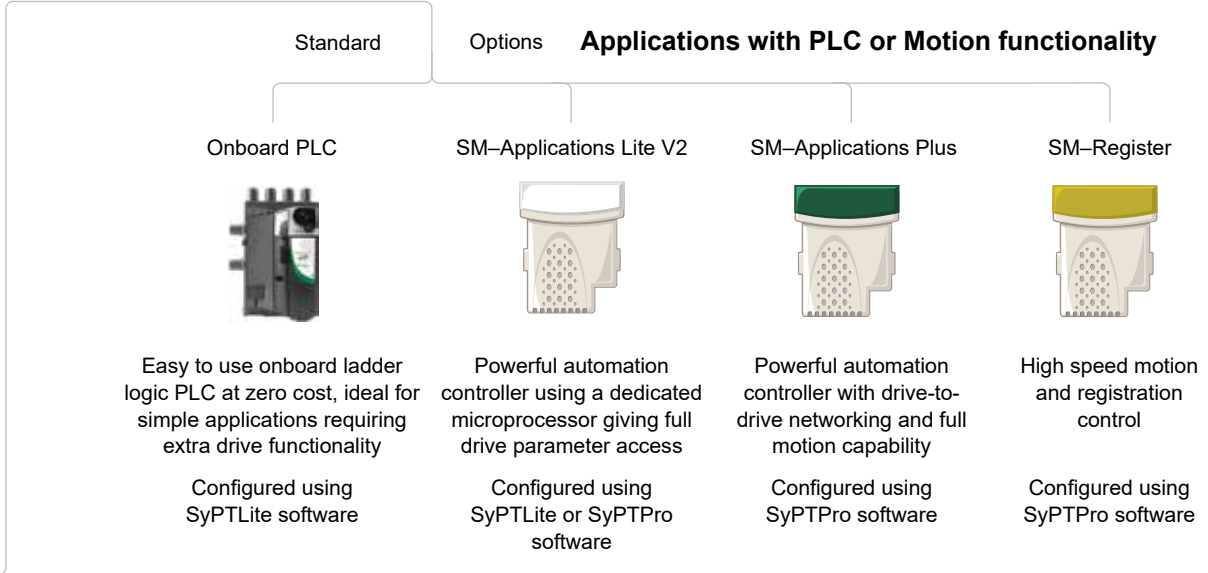 Standard
Options
Applications with PLC or Motion functionality
Onboard PLC
Easy to use onboard ladder
logic PLC at zero cost, ideal for
simple applications requiring
extra drive functionality
Configured using
SyPTLite software
SM–Applications Lite V2
Powerful automation
controller using a dedicated
microprocessor giving full
drive parameter access
Configured using
SyPTLite or SyPTPro
software
SM–Applications Plus
Powerful automation
controller with drive-to-
drive networking and full
motion capability
Configured using
SyPTPro software
SM–Register
High speed motion
and registration
control
Configured using
SyPTPro software